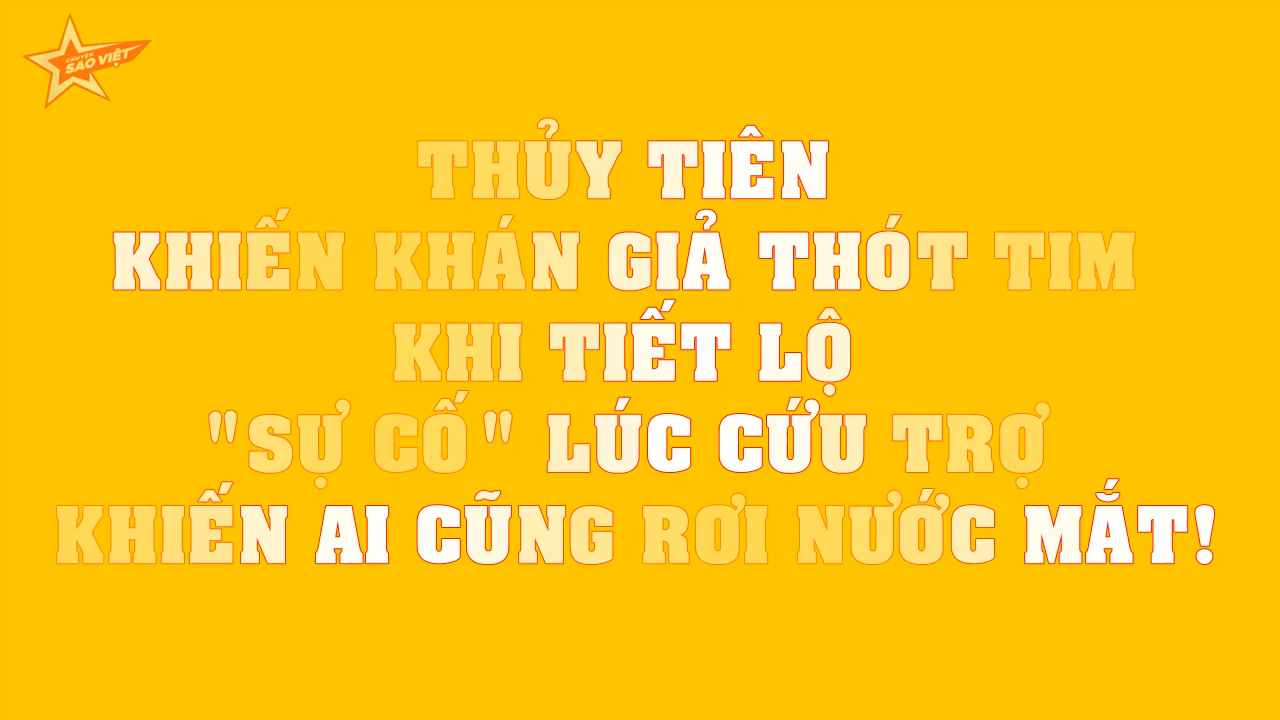 CHUYỆN
SAO VIỆT
THỦY TIÊN
KHIẾN KHÁN GIẢ THÓT TIM
KHI TIẾT LỘ
"SỰ CỐ" LÚC CỨU TRỢ
KHIẾN AI CŨNG RƠI NƯỚC MẮT!